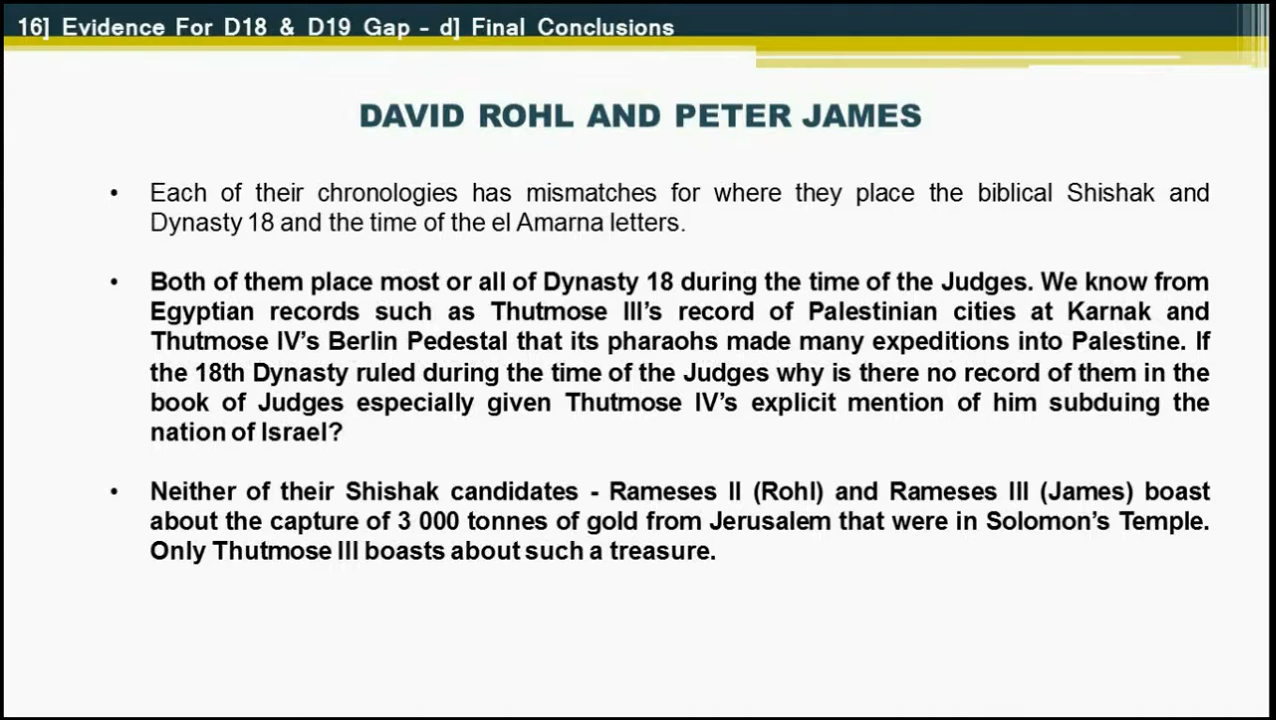 16] Evidence For D18 & D19 Gap - d] Final Conclusions
DAVID ROHL AND PETER JAMES
• Each of their chronologies has mismatches for where they place the biblical Shishak and
Dynasty 18 and the time of the el Amarna letters.
• Both of them place most or all of Dynasty 18 during the time of the Judges. We know from
Egyptian records such as Thutmose III’s record of Palestinian cities at Karnak and
Thutmose IV’s Berlin Pedestal that its pharaohs made many expeditions into Palestine. If
the 18th Dynasty ruled during the time of the Judges why is there no record of them in the
book of Judges especially given Thutmose IV’s explicit mention of him subduing the
nation of Israel?
• Neither of their Shishak candidates - Rameses II (Rohl) and Rameses III (James) boast
about the capture of 3 000 tonnes of gold from Jerusalem that were in Solomon’s Temple.
Only Thutmose III boasts about such a treasure.